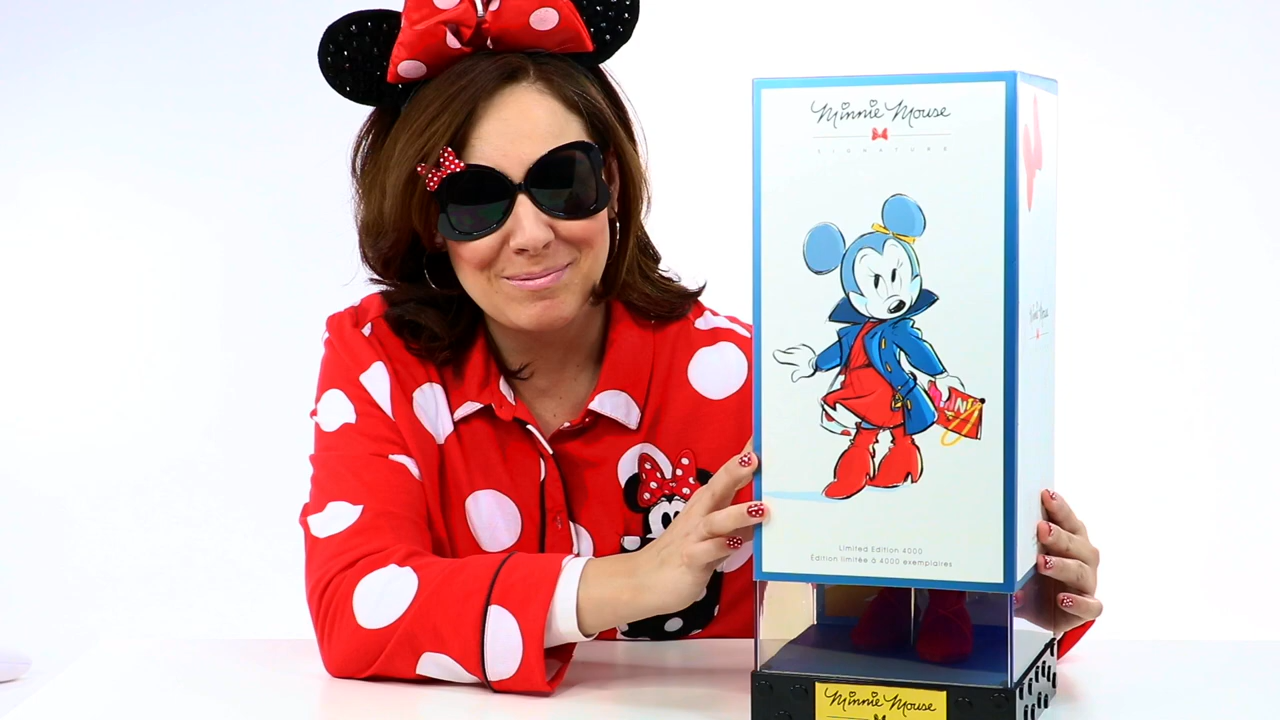 Minnie Mouse
SIGNATURE
Limited Edition 4000
Édition limitée à 4000 exemplaires
Minnie Mouse